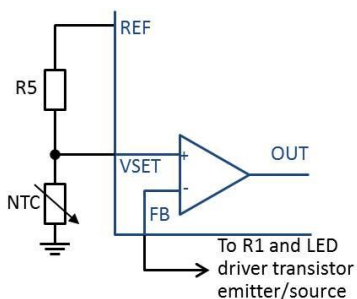 REF
R5
OUT
VSET
+
-
NTC
FB
To R1 and LED
driver transistor
emitter/source